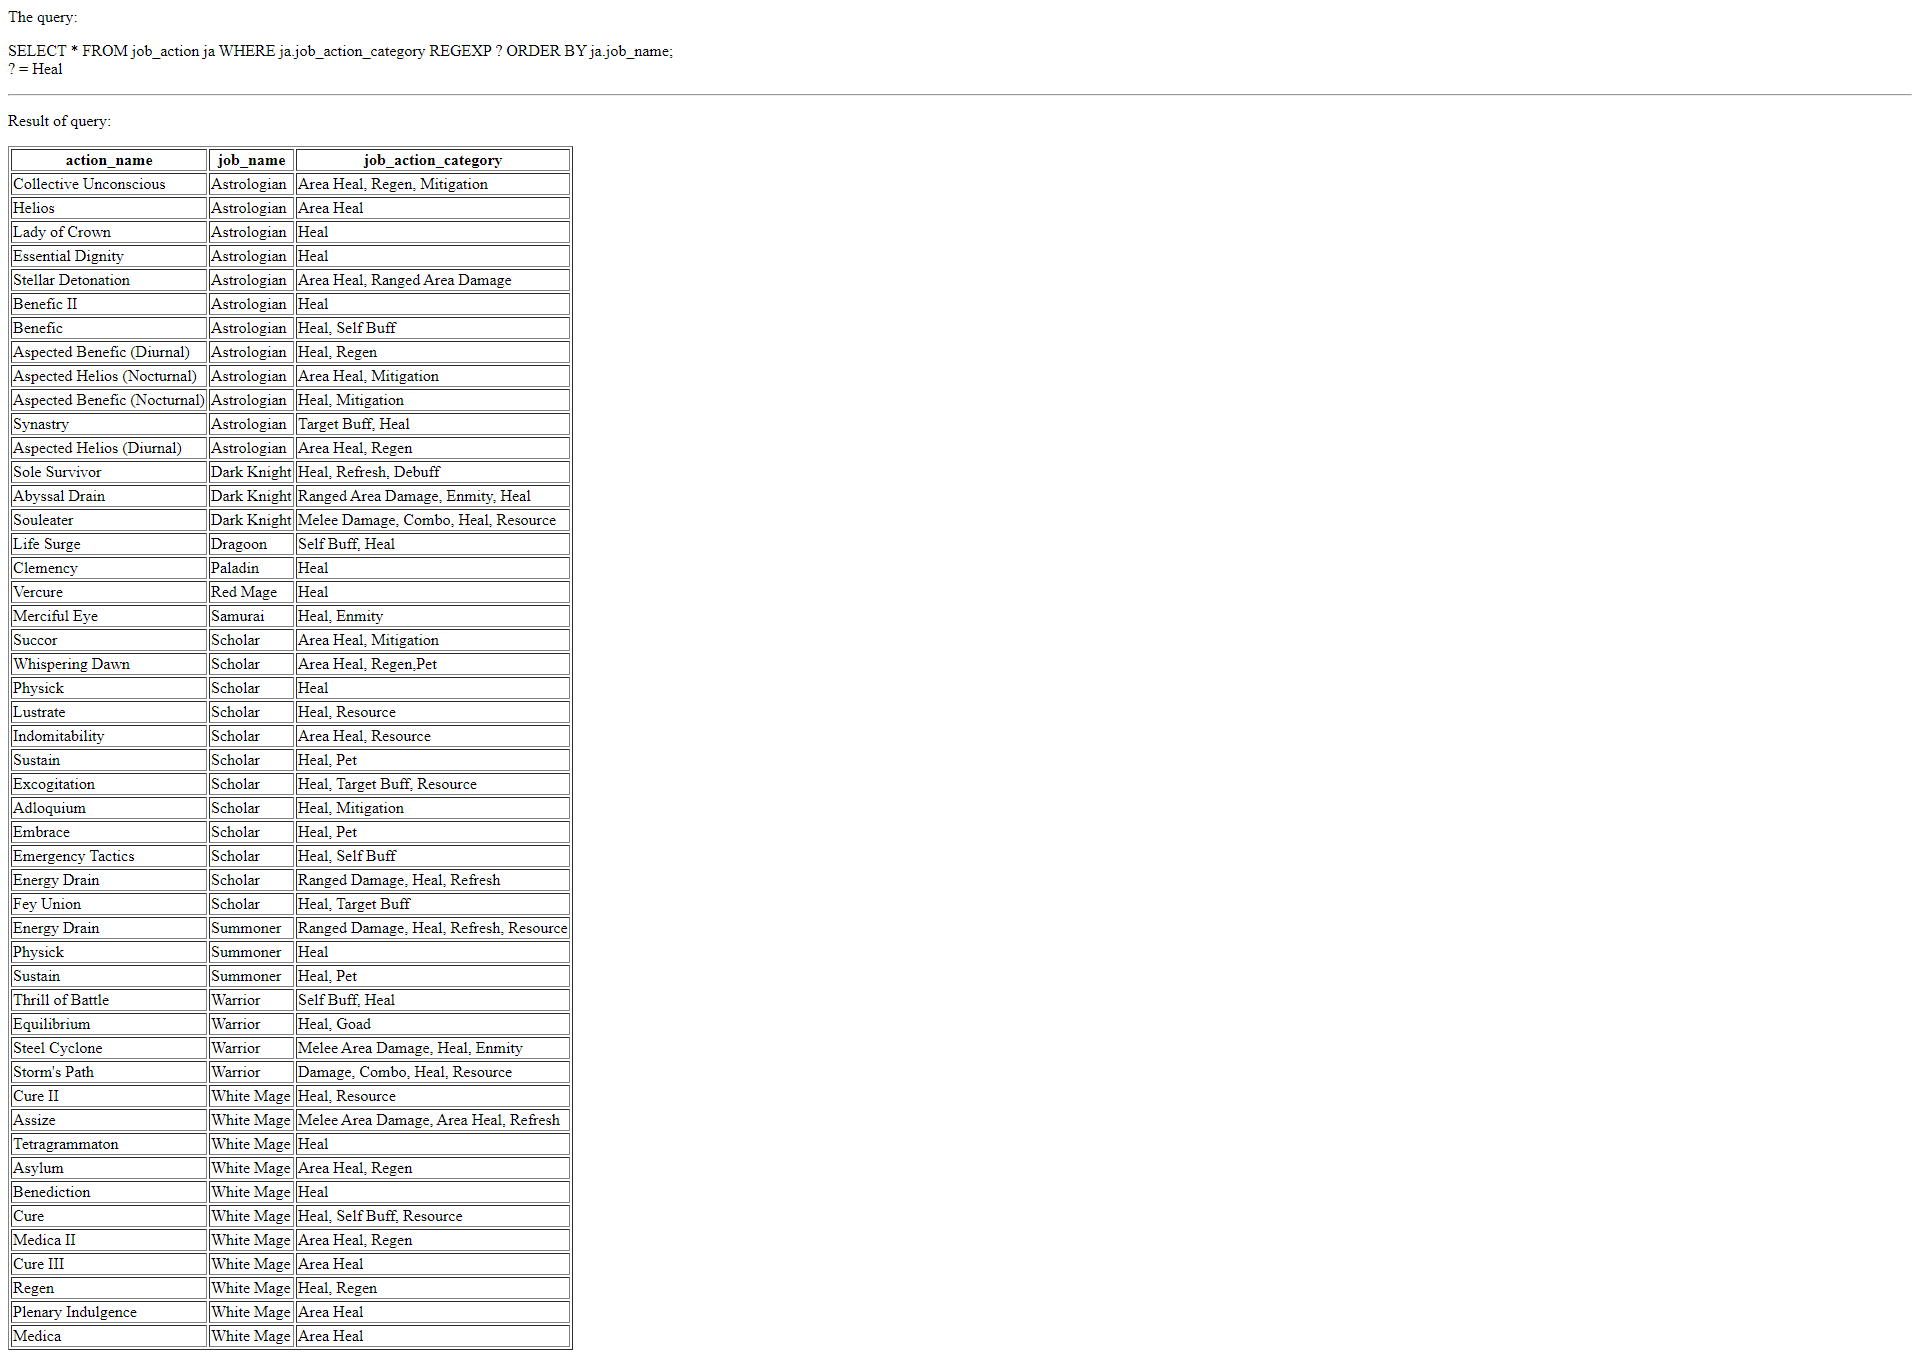 The query:
SELECT * FROM job_action ja WHERE ja.job_action_category REGEXP ? ORDER BY ja.job_name;
? = Heal
Result of query:
action_name job_name job_action_category
Collective Unconscious Astrologian Area Heal, Regen, Mitigation
Helios Astrologian Area Heal
Lady of Crown Astrologian Heal
Essential Dignity Astrologian Heal
Stellar Detonation Astrologian Area Heal, Ranged Area Damage
Benefic II Astrologian Heal
Benefic Astrologian Heal, Self Buff
Aspected Benefic (Diurnal) Astrologian Heal, Regen
Aspected Helios (Nocturnal) Astrologian Area Heal, Mitigation
Aspected Benefic (Nocturnal) Astrologian Heal, Mitigation
Synastry Astrologian Target Buff, Heal
Aspected Helios (Diurnal) Astrologian Area Heal, Regen
Sole Survivor Dark Knight Heal, Refresh, Debuff
Abyssal Drain Dark Knight Ranged Area Damage, Enmity, Heal
Souleater Dark Knight Melee Damage, Combo, Heal, Resource
Life Surge Dragoon Self Buff, Heal
Clemency Paladin Heal
Vercure Red Mage Heal
Merciful Eye Samurai Heal, Enmity
Succor Scholar Area Heal, Mitigation
Whispering Dawn Scholar Area Heal, Regen,Pet
Physick Scholar Heal
Lustrate Scholar Heal, Resource
Indomitability Scholar Area Heal, Resource
Sustain Scholar Heal, Pet
Excogitation Scholar Heal, Target Buff, Resource
Adloquium Scholar Heal, Mitigation
Embrace Scholar Heal, Pet
Emergency Tactics Scholar Heal, Self Buff
Energy Drain Scholar Ranged Damage, Heal, Refresh
Fey Union Scholar Heal, Target Buff
Energy Drain Summoner Ranged Damage, Heal, Refresh, Resource
Physick Summoner Heal
Sustain Summoner Heal, Pet
Thrill of Battle Warrior Self Buff, Heal
Equilibrium Warrior Heal, Goad
Steel Cyclone Warrior Melee Area Damage, Heal, Enmity
Storm's Path Warrior Damage, Combo, Heal, Resource
Cure II White Mage Heal, Resource
Assize White Mage Melee Area Damage, Area Heal, Refresh
Tetragrammaton White Mage Heal
Asylum White Mage Area Heal, Regen
Benediction White Mage Heal
Cure White Mage Heal, Self Buff, Resource
Medica II White Mage Area Heal, Regen
Cure III White Mage Area Heal
Regen White Mage Heal, Regen
Plenary Indulgence White Mage Area Heal
Medica White Mage Area Heal